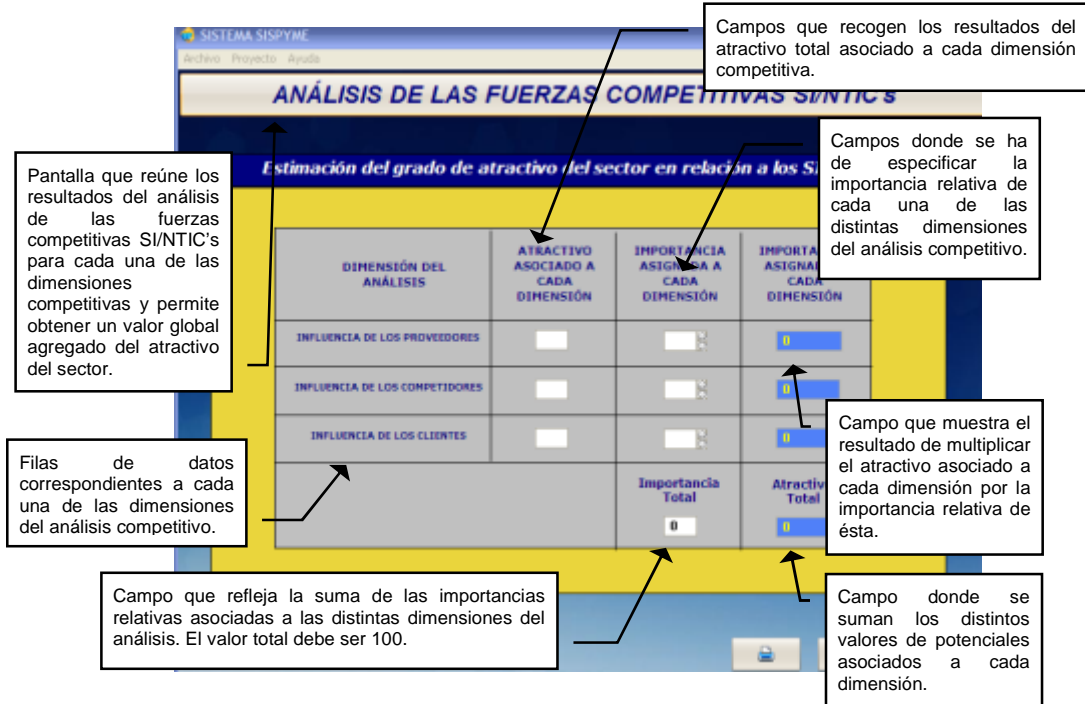 SISTEMA SISPYME
Archivo Proyecto Ayuda
ANÁLISIS DE LAS FUERZAS COMPETITIVAS SI/NTIC's
Estimación del grado de atractivo del sector en relación a los
Campos que recogen los resultados del
atractivo total asociado a cada dimensión
competitiva.
Campos donde se ha
de especificar la
importancia relativa de
cada una de las
distintas dimensiones
del análisis competitivo.
Pantalla que reúne los
resultados del análisis
de las fuerzas
competitivas SI/NTIC's
para cada una de las
dimensiones
competitivas y permite
obtener un valor global
agregado del atractivo
del sector.
DIMENSIÓN DEL
ANÁLISIS
ATRACTIVO
ASOCIADO A
CADA
DIMENSIÓN
IMPORTANCIA
ASIGNADA A
CADA
DIMENSIÓN
IMPORTA
ASIGNA
CADA
DIMENSIÓN
INFLUENCIA DE LOS PROVEEDORES
0
INFLUENCIA DE LOS COMPETIDORES
0
INFLUENCIA DE LOS CLIENTES
0
Importancia
Total
0
Atractiv
Total
0
Campo que muestra el
resultado de multiplicar
el atractivo asociado a
cada dimensión por la
importancia relativa de
ésta.
Filas de datos
correspondientes a cada
una de las dimensiones
del análisis competitivo.
Campo que refleja la suma de las importancias
relativas asociadas a las distintas dimensiones del
análisis. El valor total debe ser 100.
Campo donde se
suman los distintos
valores de potenciales
asociados a cada
dimensión.